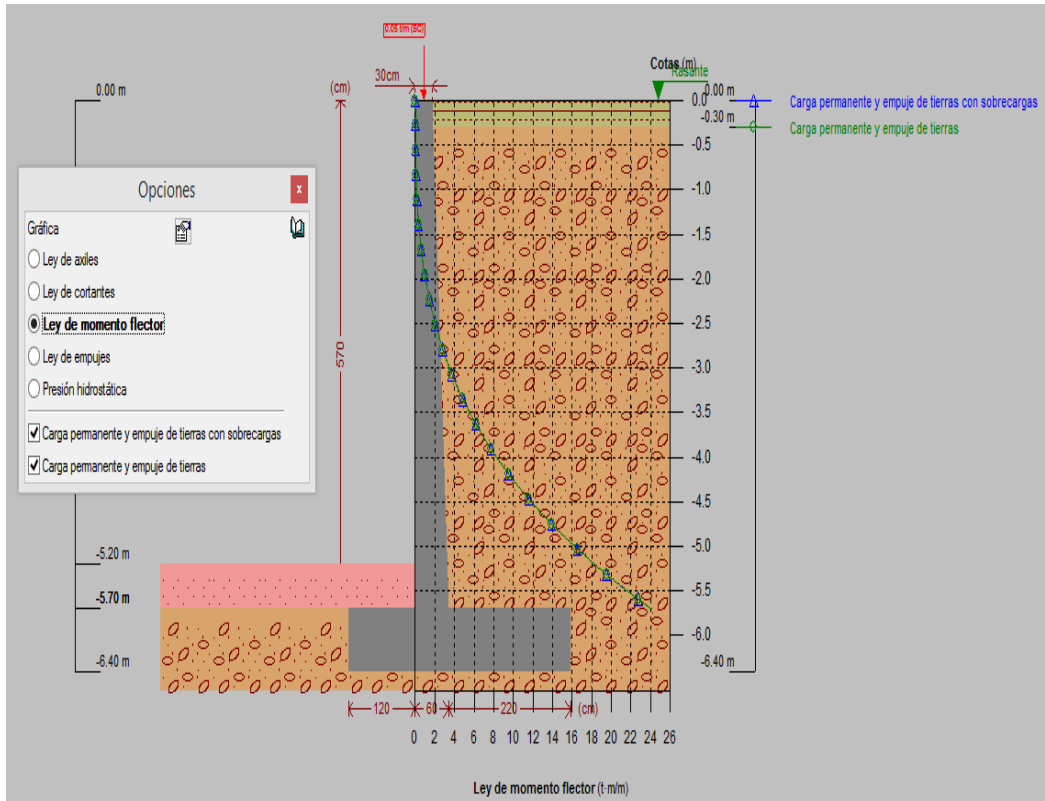 0.05 t/m (SC)
30cm
(cm)
0.00 m
Cotas (m)
Rasante
0.00 m
-0.30 m
0.0
-0.5
-1.0
-1.5
-2.0
-2.5
-3.0
-3.5
-4.0
-4.5
-5.0
-5.5
-6.0
-6.40 m
Carga permanente y empuje de tierras con sobrecargas
Carga permanente y empuje de tierras
Opciones
x
Gráfica
Ley de axiles
Ley de cortantes
Ley de momento flector
Ley de empujes
Presión hidrostática
Carga permanente y empuje de tierras con sobrecargas
Carga permanente y empuje de tierras
570
-5.20 m
-5.70 m
-6.40 m
120 60 220 (cm)
0 2 4 6 8 10 12 14 16 18 20 22 24 26
Ley de momento flector (t·m/m)